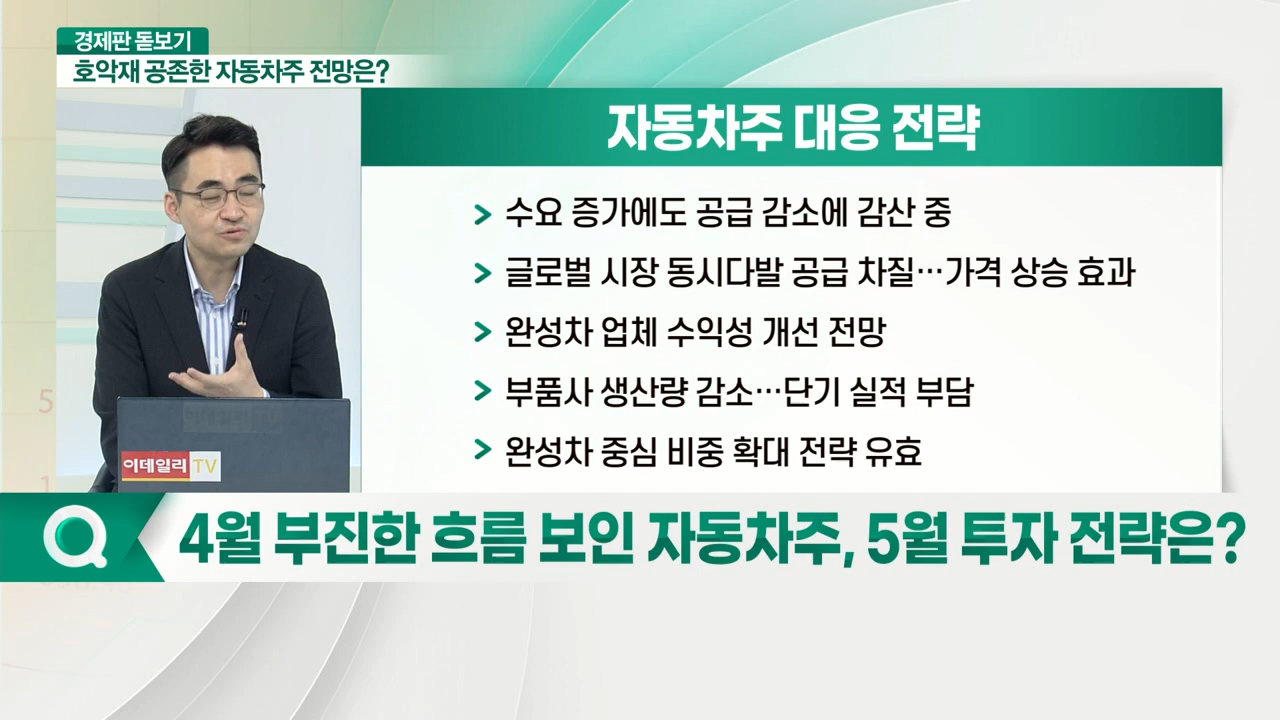 경제판 돋보기
호악재 공존한 자동차주 전망은?
자동차주 대응 전략
> 수요 증가에도 공급 감소에 감산 중
> 글로벌 시장 동시다발 공급 차질…가격 상승 효과
> 완성차 업체 수익성 개선 전망
> 부품사 생산량 감소…단기 실적 부담
> 완성차 중심 비중 확대 전략 유효
5
1
이데일리 TV
Q 4월 부진한 흐름 보인 자동차주, 5월 투자 전략은?